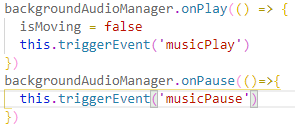 backgroundAudioManager.onPlay(() => {
  isMoving = false
  this.triggerEvent('musicPlay')
})
backgroundAudioManager.onPause(()=>{
  this.triggerEvent('musicPause')
})